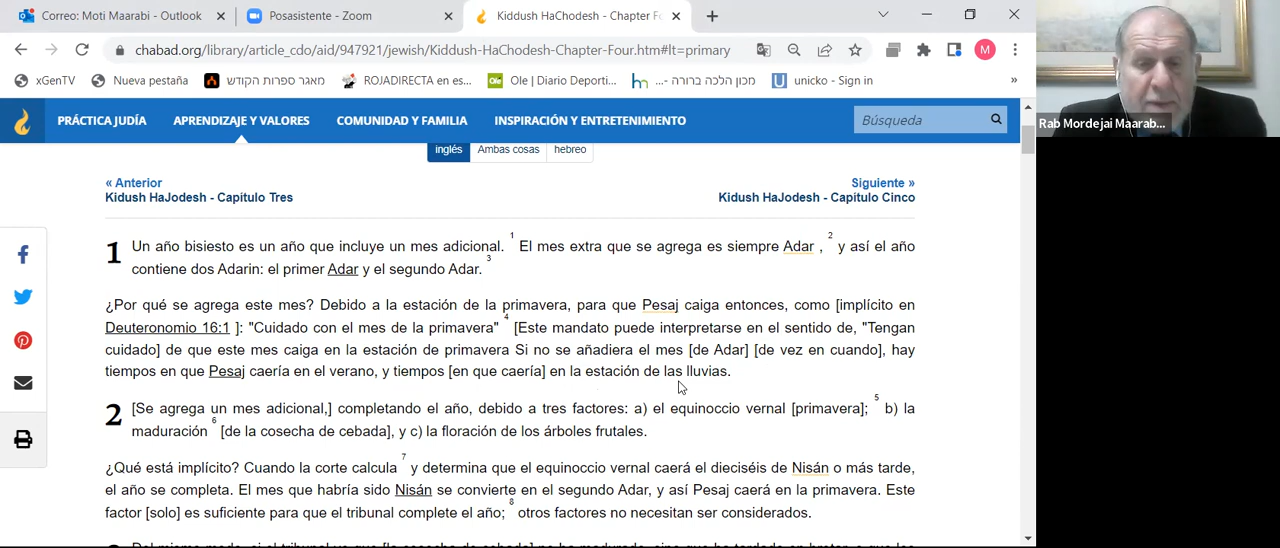 Correo: Moti Maarabi - Outlook
Posasistente - Zoom
Kiddush HaChodesh - Chapter Fo
chabad.org/library/article_cdo/aid/947921/jewish/Kiddush-HaChodesh-Chapter-Four.htm#lt=primary
M
xGenTV
Nueva pestaña
מאגר ספרות הקודש
ROJADIRECTA en es...
Ole | Diario Deporti...
מכון הלכה ברורה -...
unicko - Sign in
»
PRÁCTICA JUDÍA
APRENDIZAJE Y VALORES
COMUNIDAD Y FAMILIA
INSPIRACIÓN Y ENTRETENIMIENTO
Búsqueda
Rab Mordejai Maarab...
inglés
Ambas cosas
hebreo
« Anterior
Siguiente »
Kidush HaJodesh - Capítulo Tres
Kidush HaJodesh - Capítulo Cinco
1 Un año bisiesto es un año que incluye un mes adicional. 1 El mes extra que se agrega es siempre Adar , 2 y así el año
contiene dos Adarin: el primer Adar y el segundo Adar. 3
¿Por qué se agrega este mes? Debido a la estación de la primavera, para que Pesaj caiga entonces, como [implícito en
Deuteronomio 16:1 ]: "Cuidado con el mes de la primavera" 4 [Este mandato puede interpretarse en el sentido de, "Tengan
cuidado] de que este mes caiga en la estación de primavera Si no se añadiera el mes [de Adar] [de vez en cuando], hay
tiempos en que Pesaj caería en el verano, y tiempos [en que caería] en la estación de las lluvias.
2 [Se agrega un mes adicional,] completando el año, debido a tres factores: a) el equinoccio vernal [primavera]; 5 b) la
maduración 6 [de la cosecha de cebada], y c) la floración de los árboles frutales.
¿Qué está implícito? Cuando la corte calcula 7 y determina que el equinoccio vernal caerá el dieciséis de Nisán o más tarde,
el año se completa. El mes que habría sido Nisán se convierte en el segundo Adar, y así Pesaj caerá en la primavera. Este
factor [solo] es suficiente para que el tribunal complete el año; 8 otros factores no necesitan ser considerados.